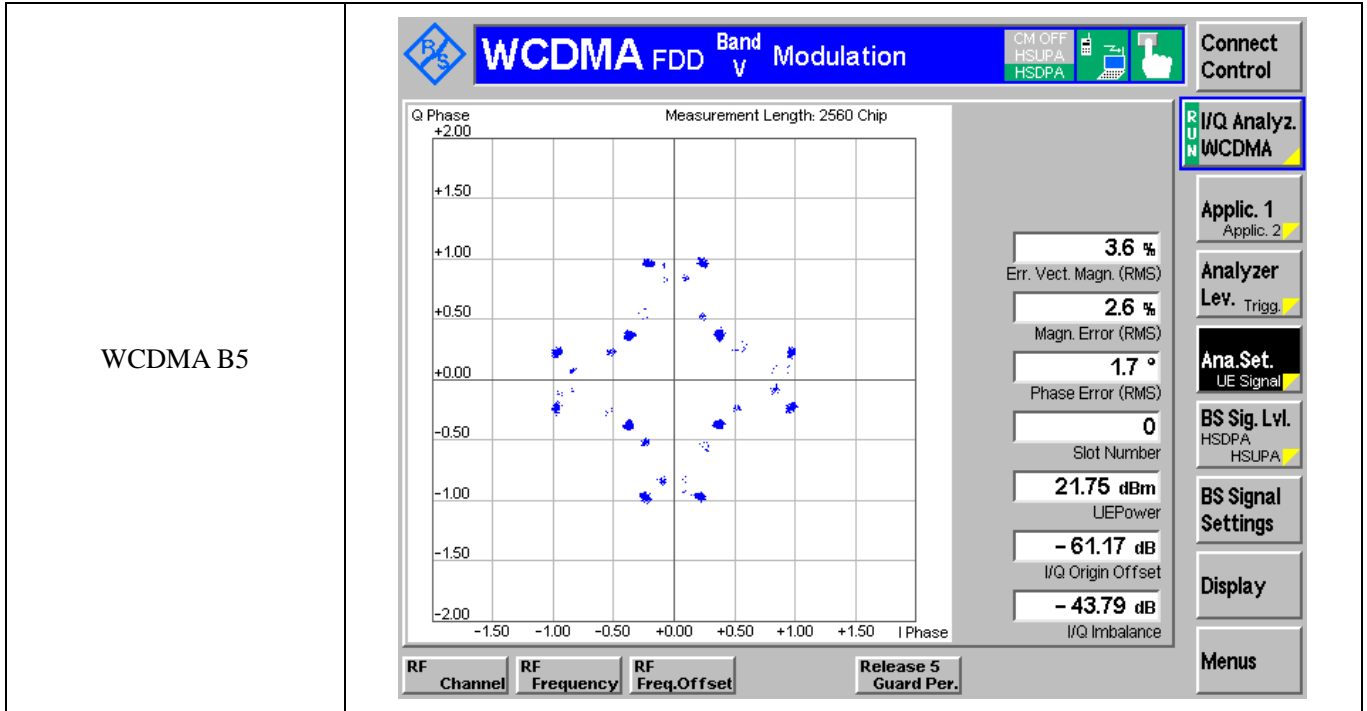 WCDMA B5
R/S
WCDMA FDD Band V Modulation
CM OFF
HSUPA
HSDPA
Connect
Control
Q Phase
Measurement Length: 2560 Chip
+2.00
+1.50
+1.00
+0.50
+0.00
-0.50
-1.00
-1.50
-2.00
-1.50 -1.00 -0.50 +0.00 +0.50 +1.00 +1.50 I Phase
3.6 %
Err. Vect. Magn. (RMS)
2.6 %
Magn. Error (RMS)
1.7 °
Phase Error (RMS)
0
Slot Number
21.75 dBm
UEPower
- 61.17 dB
I/Q Origin Offset
- 43.79 dB
I/Q Imbalance
RUN
I/Q Analyz.
WCDMA
Applic. 1
Applic. 2
Analyzer
Lev. Trigg.
Ana.Set.
UE Signal
BS Sig. Lvl.
HSDPA
HSUPA
BS Signal
Settings
Display
Menus
RF
Channel
RF
Frequency
RF
Freq.Offset
Release 5
Guard Per.